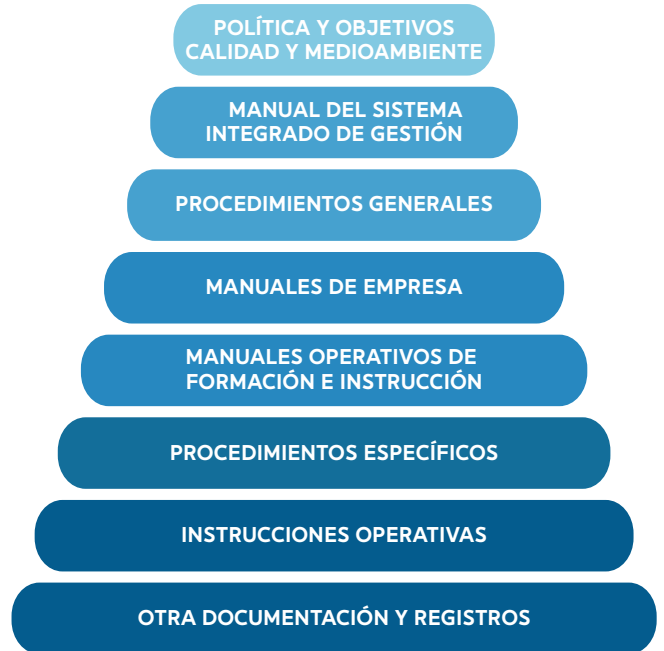 POLÍTICA Y OBJETIVOS
CALIDAD Y MEDIOAMBIENTE
MANUAL DEL SISTEMA
INTEGRADO DE GESTIÓN
PROCEDIMIENTOS GENERALES
MANUALES DE EMPRESA
MANUALES OPERATIVOS DE
FORMACIÓN E INSTRUCCIÓN
PROCEDIMIENTOS ESPECÍFICOS
INSTRUCCIONES OPERATIVAS
OTRA DOCUMENTACIÓN Y REGISTROS